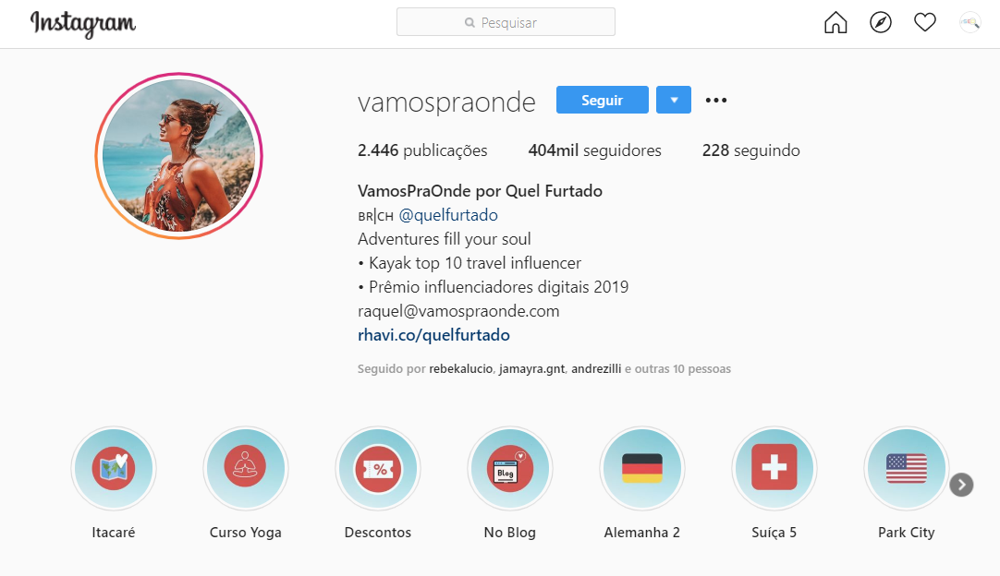 Instagram
Pesquisar
vamospraonde Seguir
2.446 publicações 404mil seguidores 228 seguindo
VamosPraOnde por Quel Furtado
ʙʀ|ᴄʜ @quelfurtado
Adventures fill your soul
• Kayak top 10 travel influencer
• Prêmio influenciadores digitais 2019
raquel@vamospraonde.com
rhavi.co/quelfurtado
Seguido por rebekalucio, jamayra.gnt, andrezilli e outras 10 pessoas
%
Blog
Itacaré Curso Yoga Descontos No Blog Alemanha 2 Suíça 5 Park City